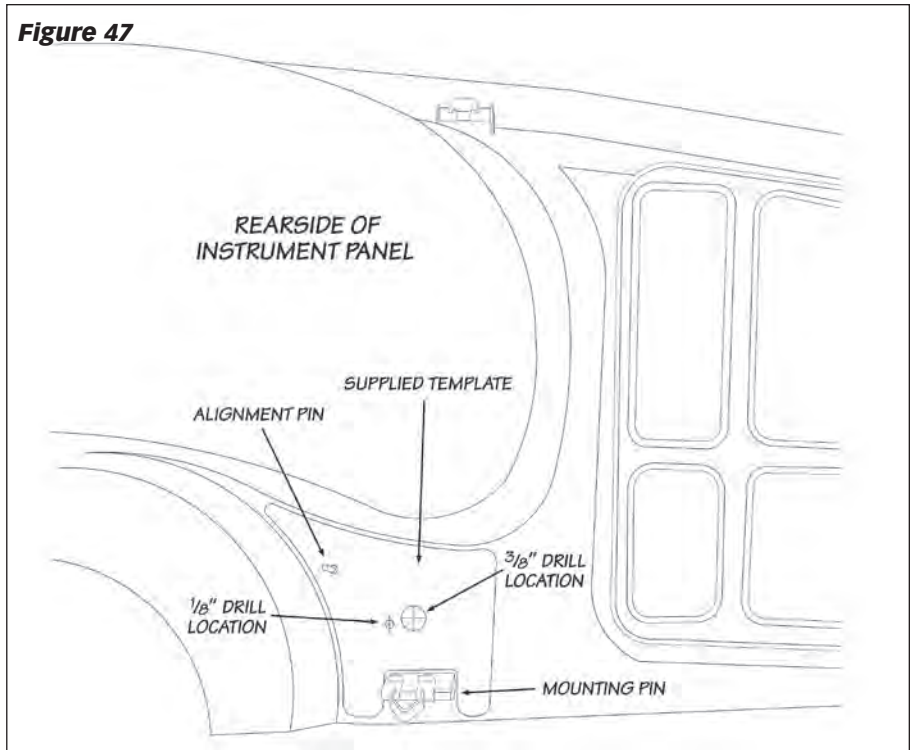 Figure 47
REARSIDE OF
INSTRUMENT PANEL
SUPPLIED TEMPLATE
ALIGNMENT PIN
3/8" DRILL
LOCATION
1/8" DRILL
LOCATION
MOUNTING PIN